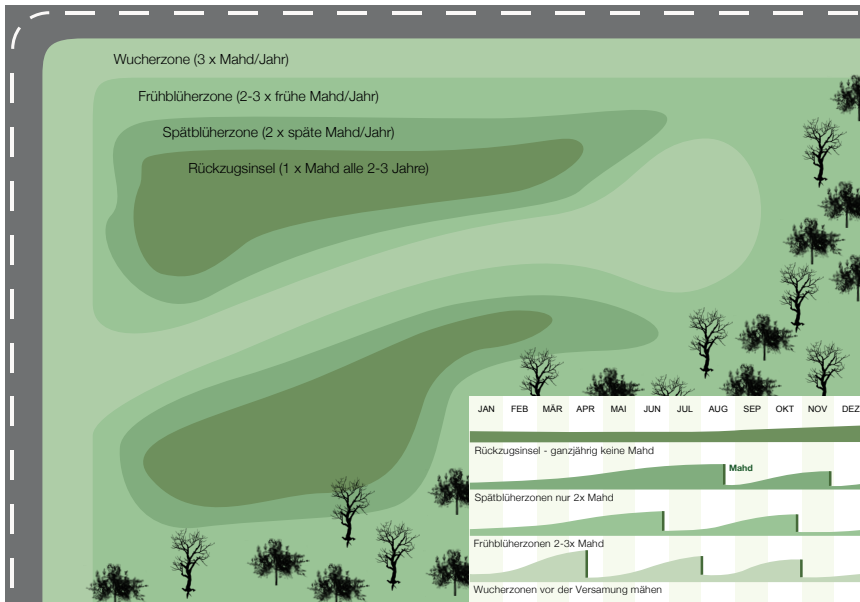 Wucherzone (3 x Mahd/Jahr)
Frühblüherzone (2-3 x frühe Mahd/Jahr)
Spätblüherzone (2 x späte Mahd/Jahr)
Rückzugsinsel (1 x Mahd alle 2-3 Jahre)
JAN FEB MÄR APR MAI JUN JUL AUG SEP OKT NOV DEZ
Rückzugsinsel - ganzjährig keine Mahd
Mahd
Spätblüherzonen nur 2x Mahd
Frühblüherzonen 2-3x Mahd
Wucherzonen vor der Versamung mähen